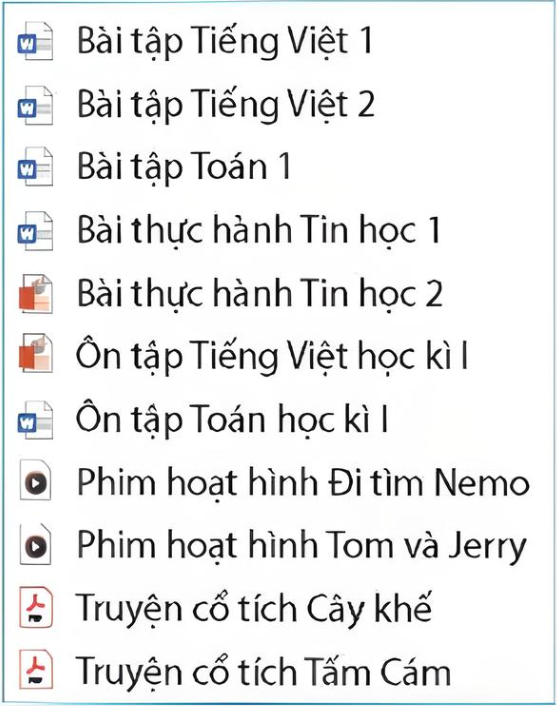 Bài tập Tiếng Việt 1
Bài tập Tiếng Việt 2
Bài tập Toán 1
Bài thực hành Tin học 1
Bài thực hành Tin học 2
Ôn tập Tiếng Việt học kì I
Ôn tập Toán học kì I
Phim hoạt hình Đi tìm Nemo
Phim hoạt hình Tom và Jerry
Truyện cổ tích Cây khế
Truyện cổ tích Tấm Cám